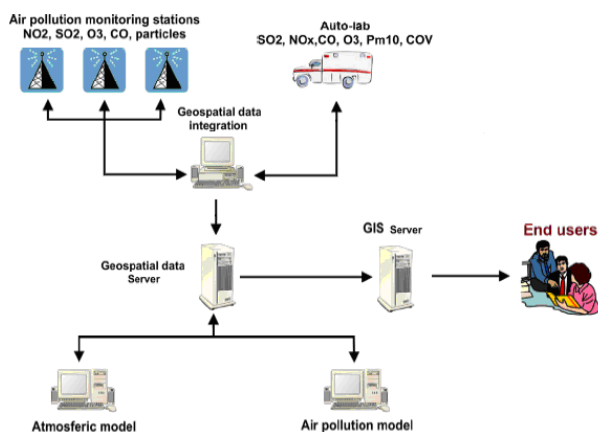 Air pollution monitoring stations
NO2, SO2, O3, CO, particles
Auto-lab
SO2, NOx,CO, O3, Pm10, COV
Geospatial data
integration
Geospatial data
Server
GIS Server
End users
Atmosferic model
Air pollution model